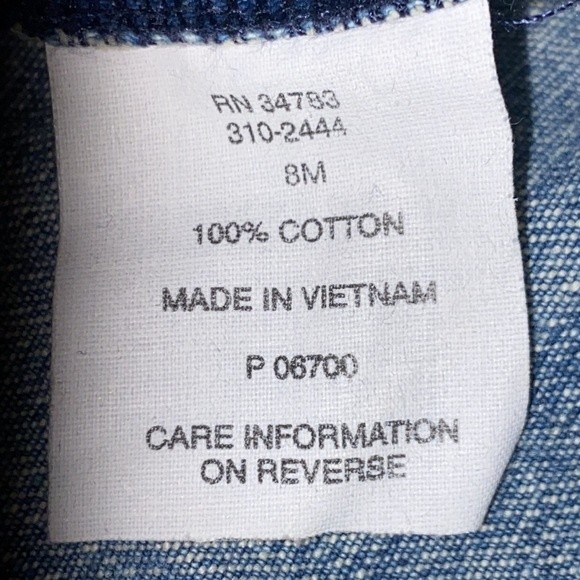 RN 34783
310-2444
8M
100% COTTON
MADE IN VIETNAM
P 06700
CARE INFORMATION
ON REVERSE